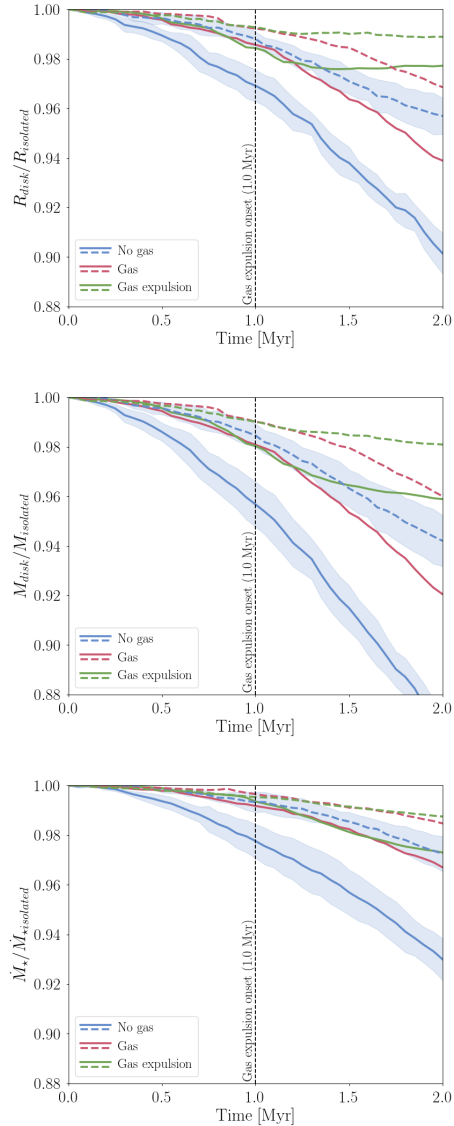 1.00
0.98
0.96
0.94
0.92
0.90
0.88
R_disk/R_isolated
Gas expulsion onset (1.0 Myr)
No gas
Gas
Gas expulsion
0.0 0.5 1.0 1.5 2.0
Time [Myr]
1.00
0.98
0.96
0.94
0.92
0.90
0.88
M_disk/M_isolated
Gas expulsion onset (1.0 Myr)
No gas
Gas
Gas expulsion
0.0 0.5 1.0 1.5 2.0
Time [Myr]
1.00
0.98
0.96
0.94
0.92
0.90
0.88
Ṁ⋆/Ṁ⋆isolated
Gas expulsion onset (1.0 Myr)
No gas
Gas
Gas expulsion
0.0 0.5 1.0 1.5 2.0
Time [Myr]